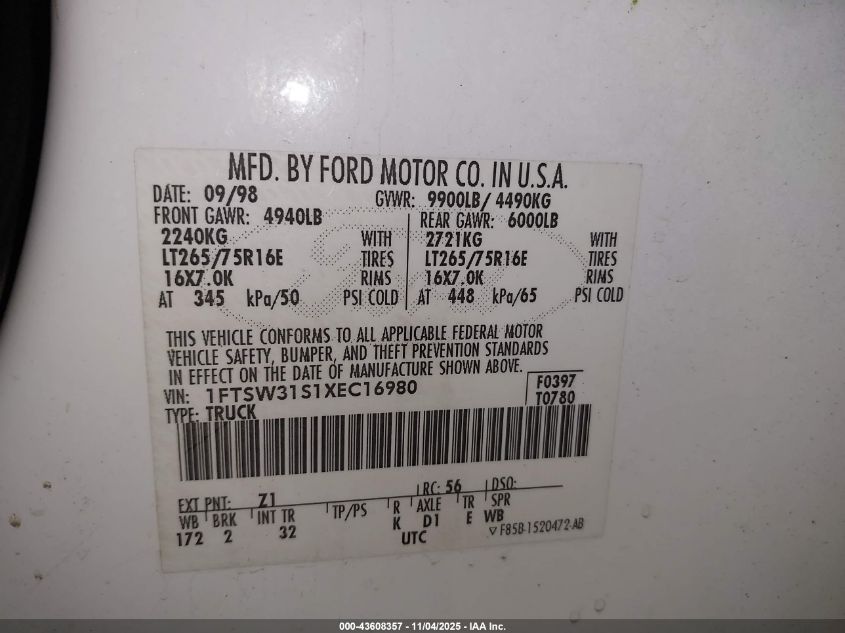 MFD. BY FORD MOTOR CO. IN U.S.A.
DATE: 09/98 GVWR: 9900LB/ 4490KG
FRONT GAWR: 4940LB REAR GAWR: 6000LB
2240KG WITH 2721KG WITH
LT265/75R16E TIRES LT265/75R16E TIRES
16X7.0K RIMS 16X7.0K RIMS
AT 345 kPa/50 PSI COLD AT 448 kPa/65 PSI COLD
THIS VEHICLE CONFORMS TO ALL APPLICABLE FEDERAL MOTOR
VEHICLE SAFETY, BUMPER, AND THEFT PREVENTION STANDARDS
IN EFFECT ON THE DATE OF MANUFACTURE SHOWN ABOVE.
VIN: 1FTSW31S1XEC16980 F0397
TYPE: TRUCK T0780
EXT PNT: Z1 RC: 56 DSO:
WB BRK INT TR TP/PS R AXLE TR SPR
172 2 32 K D1 E WB
UTC ▽ F85B-1520472-AB
000-43608357 - 11/04/2025 - IAA Inc.